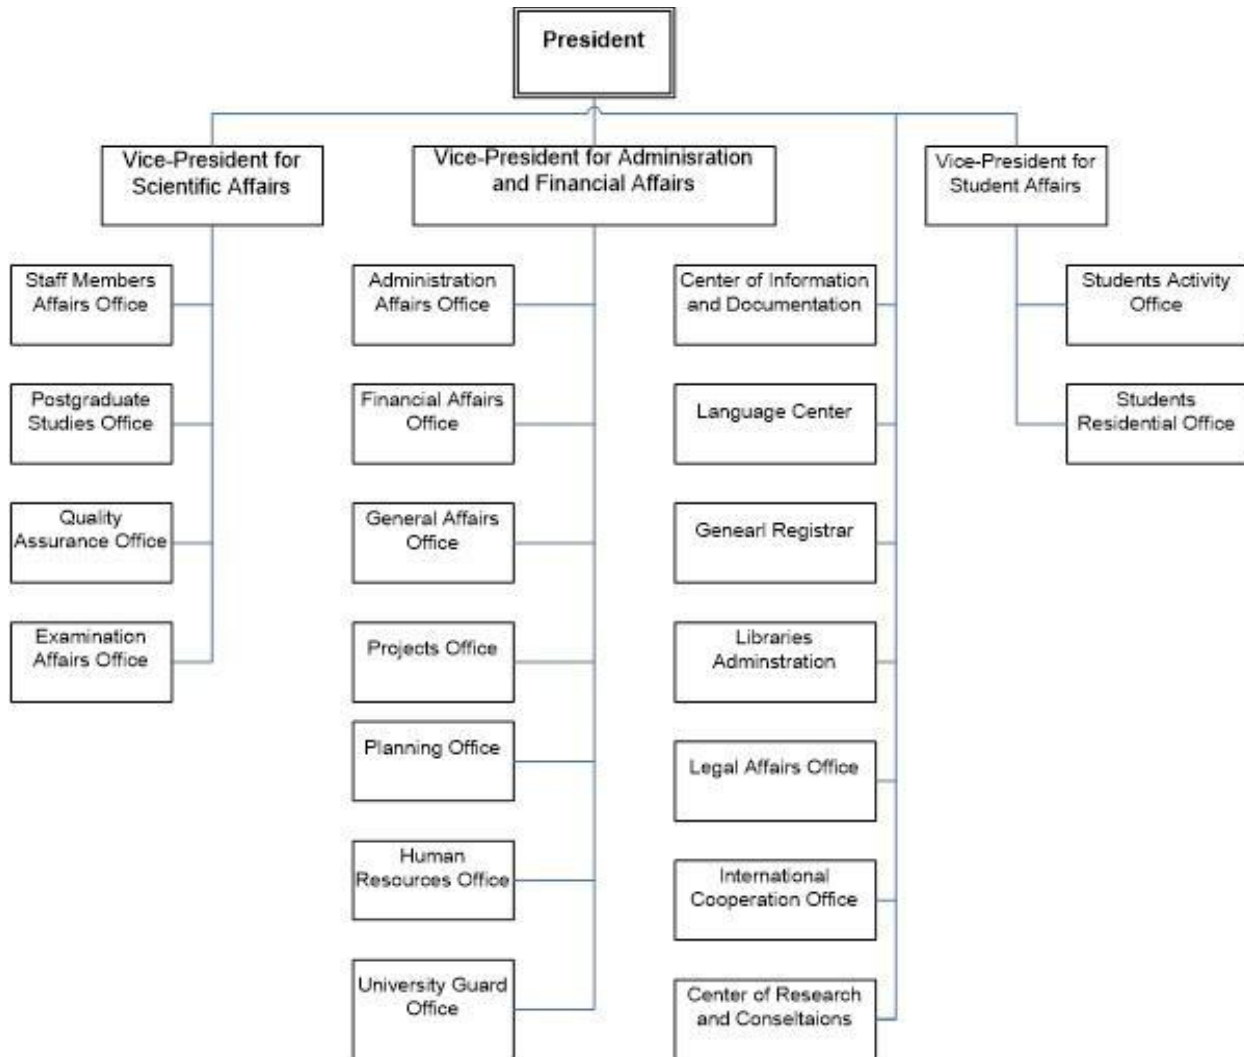 President
Vice-President for
Scientific Affairs
Vice-President for Adminisration
and Financial Affairs
Vice-President for
Student Affairs
Staff Members
Affairs Office
Administration
Affairs Office
Center of Information
and Documentation
Students Activity
Office
Postgraduate
Studies Office
Financial Affairs
Office
Language Center
Students
Residential Office
Quality
Assurance Office
General Affairs
Office
Genearl Registrar
Examination
Affairs Office
Projects Office
Libraries
Adminstration
Planning Office
Legal Affairs Office
Human
Resources Office
International
Cooperation Office
University Guard
Office
Center of Research
and Conseltaions